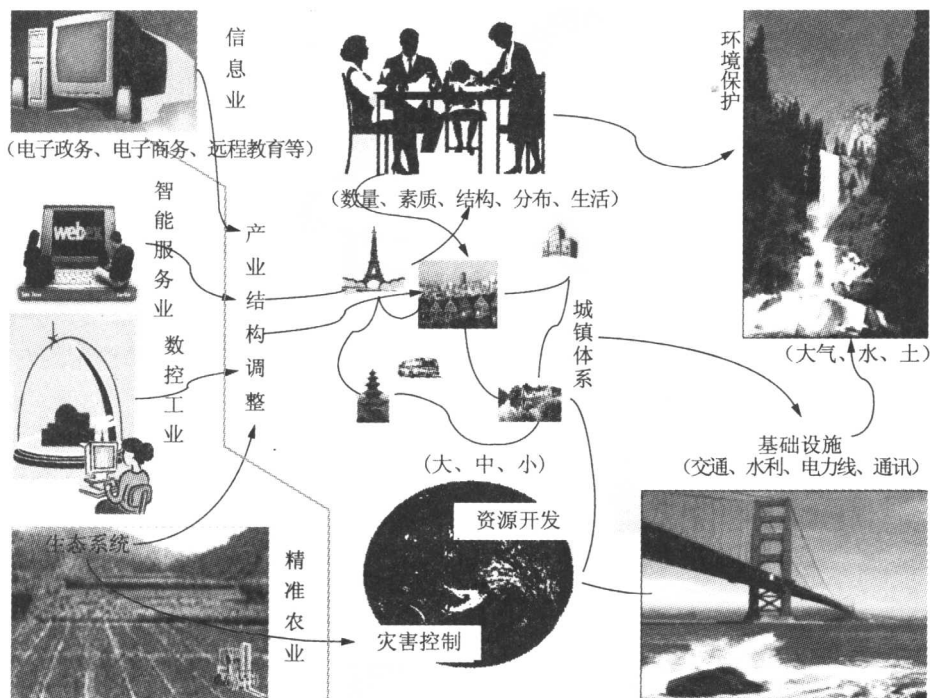 信息业
环境保护
（电子政务、电子商务、远程教育等）
（数量、素质、结构、分布、生活）
智能服务业
webex
产业结构调整
城镇体系
数控工业
（大气、水、土）
基础设施
（交通、水利、电力线、通讯）
（大、中、小）
资源开发
生态系统
精准农业
灾害控制